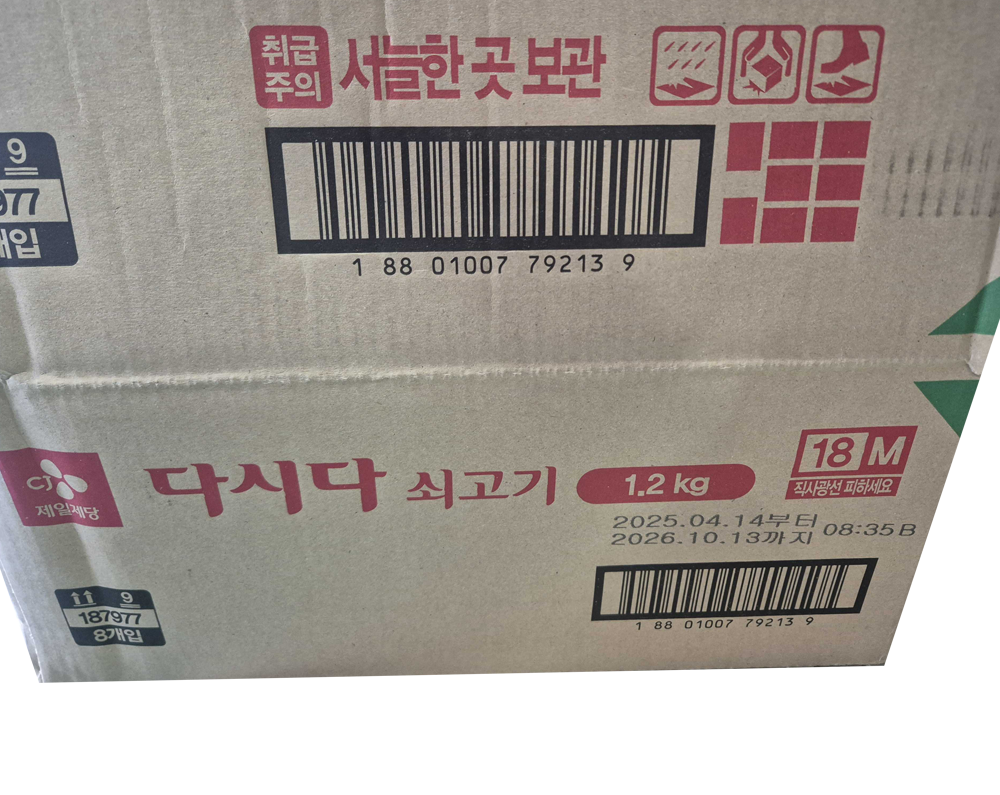 취급
주의
서늘한 곳 보관
9
977
개입
1 88 01007 79213 9
CJ
제일제당
다시다 쇠고기 1.2 kg
18 M
직사광선 피하세요
2025.04.14부터
2026.10.13까지 08:35 B
9
187977
8개입
1 88 01007 79213 9